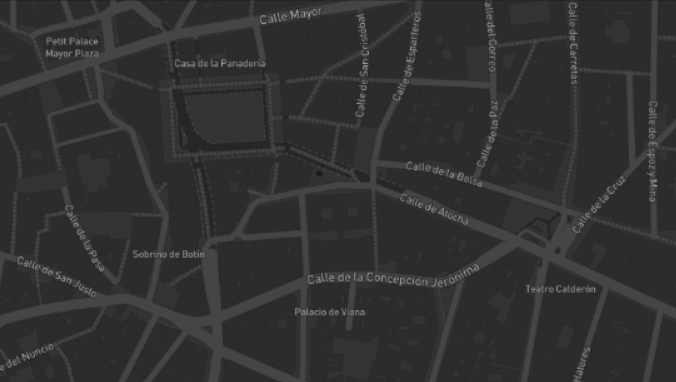 Calle Mayor
Petit Palace
Mayor Plaza
Casa de la Panadería
Calle de San Cristóbal
Calle de Esparteros
alle del Correo
Calle de Carretas
Calle de la Paz
Calle de Espoz y Mina
Calle de la Bolsa
Calle de Atocha
Calle de la Cruz
Calle de la Pasa
Sobrino de Botín
Calle de San Justo
Calle de la Concepción Jerónima
Teatro Calderón
Palacio de Viana
e del Nuncio
elatores